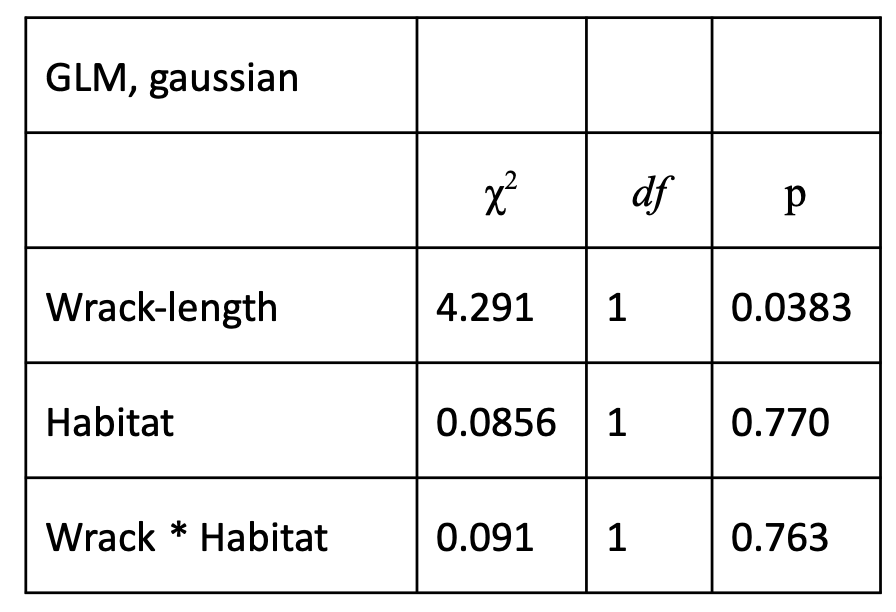 GLM, gaussian
χ² df p
Wrack-length 4.291 1 0.0383
Habitat 0.0856 1 0.770
Wrack * Habitat 0.091 1 0.763